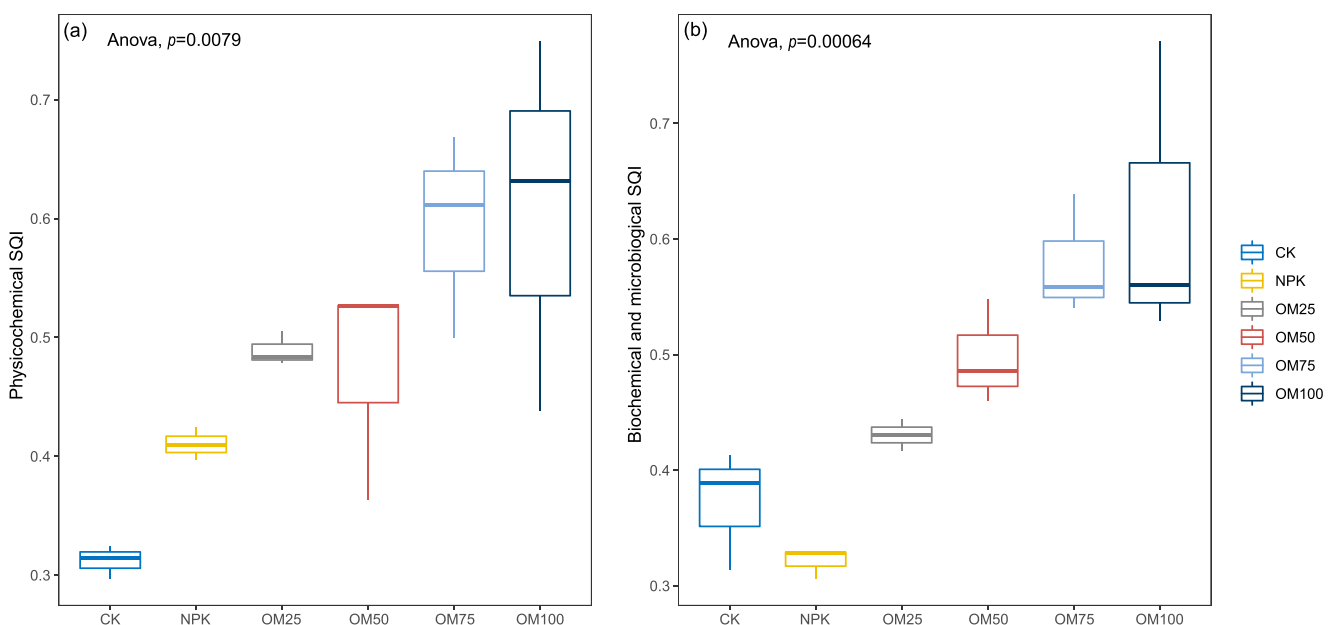 (a)
Anova, p=0.0079
Physicochemical SQI
0.7
0.6
0.5
0.4
0.3
CK NPK OM25 OM50 OM75 OM100
(b)
Anova, p=0.00064
Biochemical and microbiological SQI
0.7
0.6
0.5
0.4
0.3
CK NPK OM25 OM50 OM75 OM100
CK
NPK
OM25
OM50
OM75
OM100